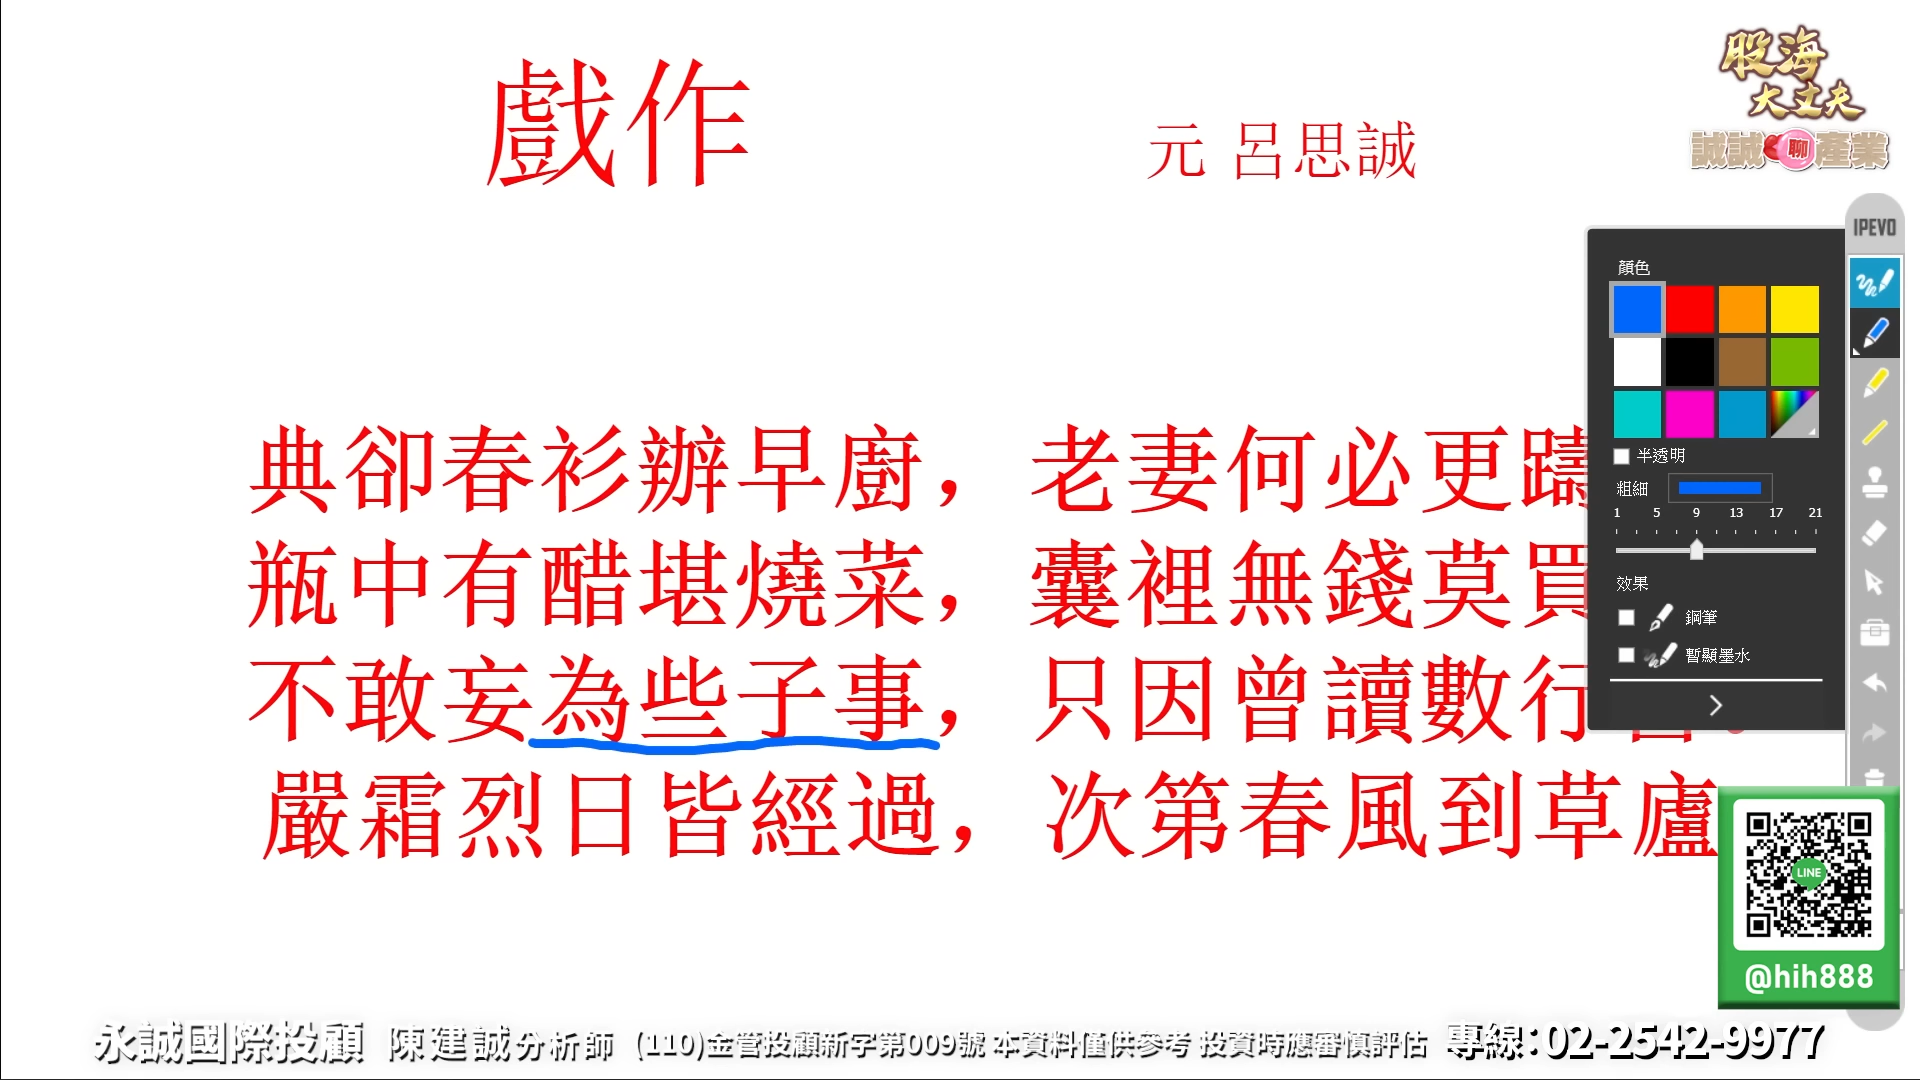 戲作
元 呂思誠
股海
大丈夫
誠誠聊產業
IPEVO
顏色
典卻春衫辦早廚，老妻何必更躊
瓶中有醋堪燒菜，囊裡無錢莫買
不敢妄為些子事，只因曾讀數行書
嚴霜烈日皆經過，次第春風到草廬
半透明
粗細
1 5 9 13 17 21
效果
鋼筆
暫顯墨水
LINE
@hih888
永誠國際投顧 陳建誠分析師 (110)金管投顧新字第009號 本資料僅供參考 投資時應審慎評估 專線:02-2542-9977